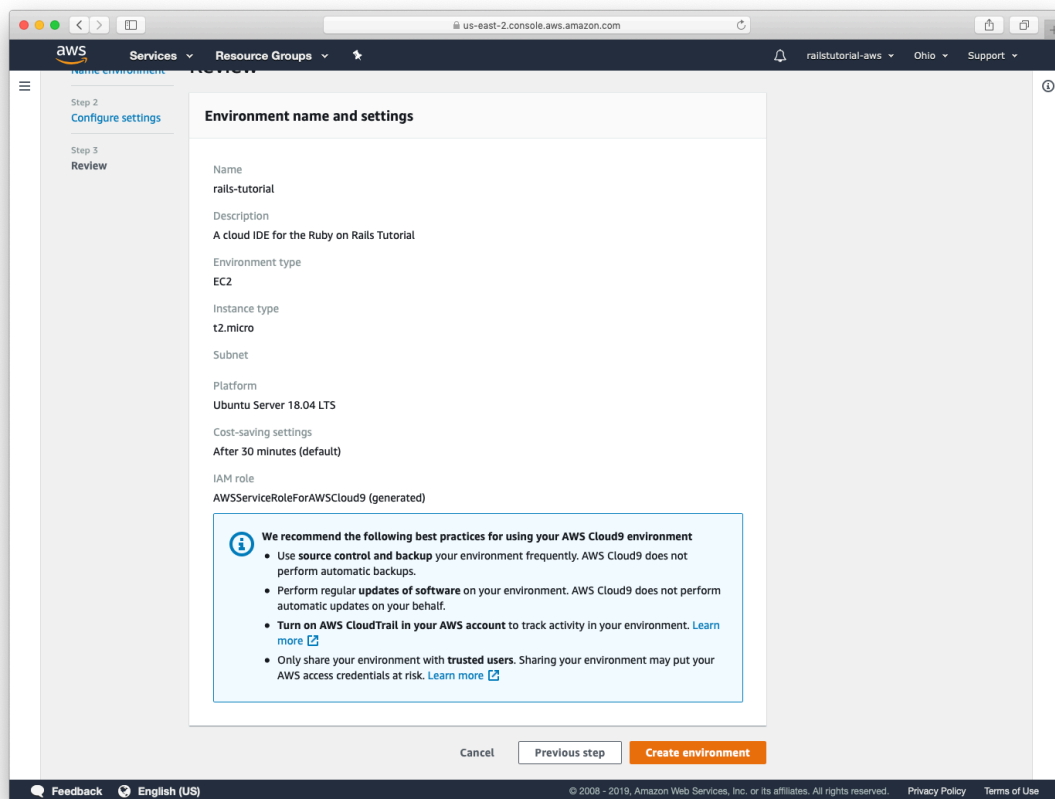 us-east-2.console.aws.amazon.com
aws
Services
Resource Groups
railstutorial-aws
Ohio
Support
Name environment
Review
Step 2
Configure settings
Step 3
Review
Environment name and settings
Name
rails-tutorial
Description
A cloud IDE for the Ruby on Rails Tutorial
Environment type
EC2
Instance type
t2.micro
Subnet
Platform
Ubuntu Server 18.04 LTS
Cost-saving settings
After 30 minutes (default)
IAM role
AWSServiceRoleForAWSCloud9 (generated)
We recommend the following best practices for using your AWS Cloud9 environment
• Use source control and backup your environment frequently. AWS Cloud9 does not
perform automatic backups.
• Perform regular updates of software on your environment. AWS Cloud9 does not perform
automatic updates on your behalf.
• Turn on AWS CloudTrail in your AWS account to track activity in your environment. Learn
more
• Only share your environment with trusted users. Sharing your environment may put your
AWS access credentials at risk. Learn more
Cancel
Previous step
Create environment
Feedback
English (US)
© 2008 - 2019, Amazon Web Services, Inc. or its affiliates. All rights reserved.
Privacy Policy
Terms of Use